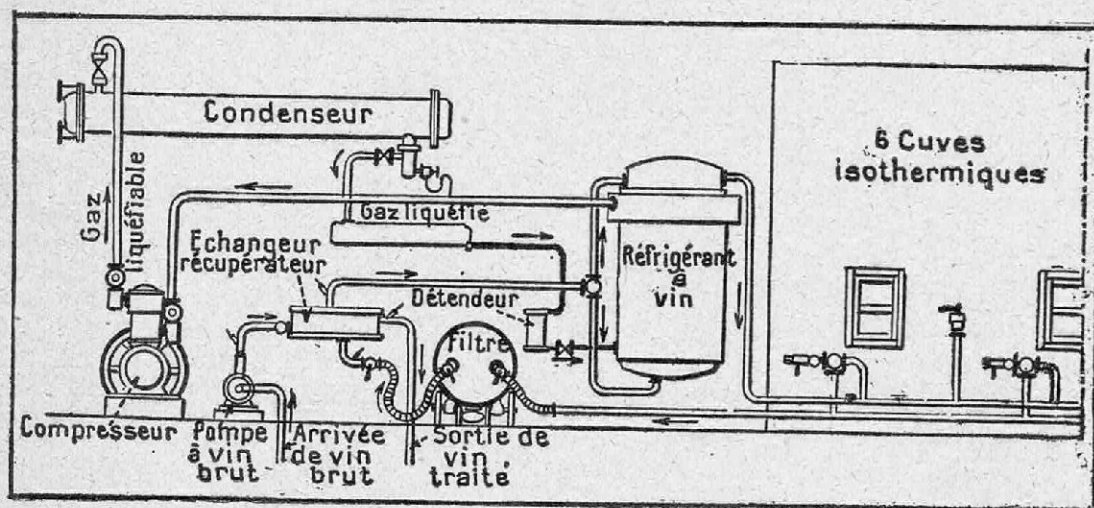 Condenseur
6 Cuves
isothermiques
Gaz
liquéfiable
Gaz liquéfié
Echangeur
récupérateur
Réfrigérant
à
vin
Détendeur
Filtre
Compresseur
Pompe
à vin
brut
Arrivée
de vin
brut
Sortie de
vin
traité